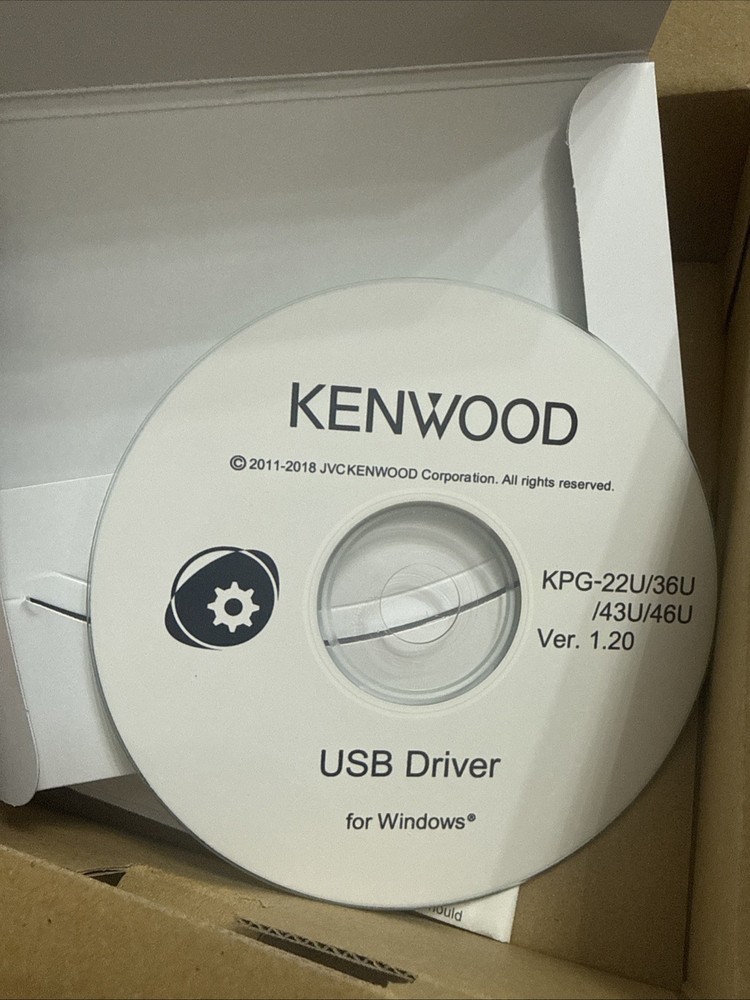 KENWOOD
© 2011-2018 JVCKENWOOD Corporation. All rights reserved.
KPG-22U/36U
/43U/46U
Ver. 1.20
USB Driver
for Windows®